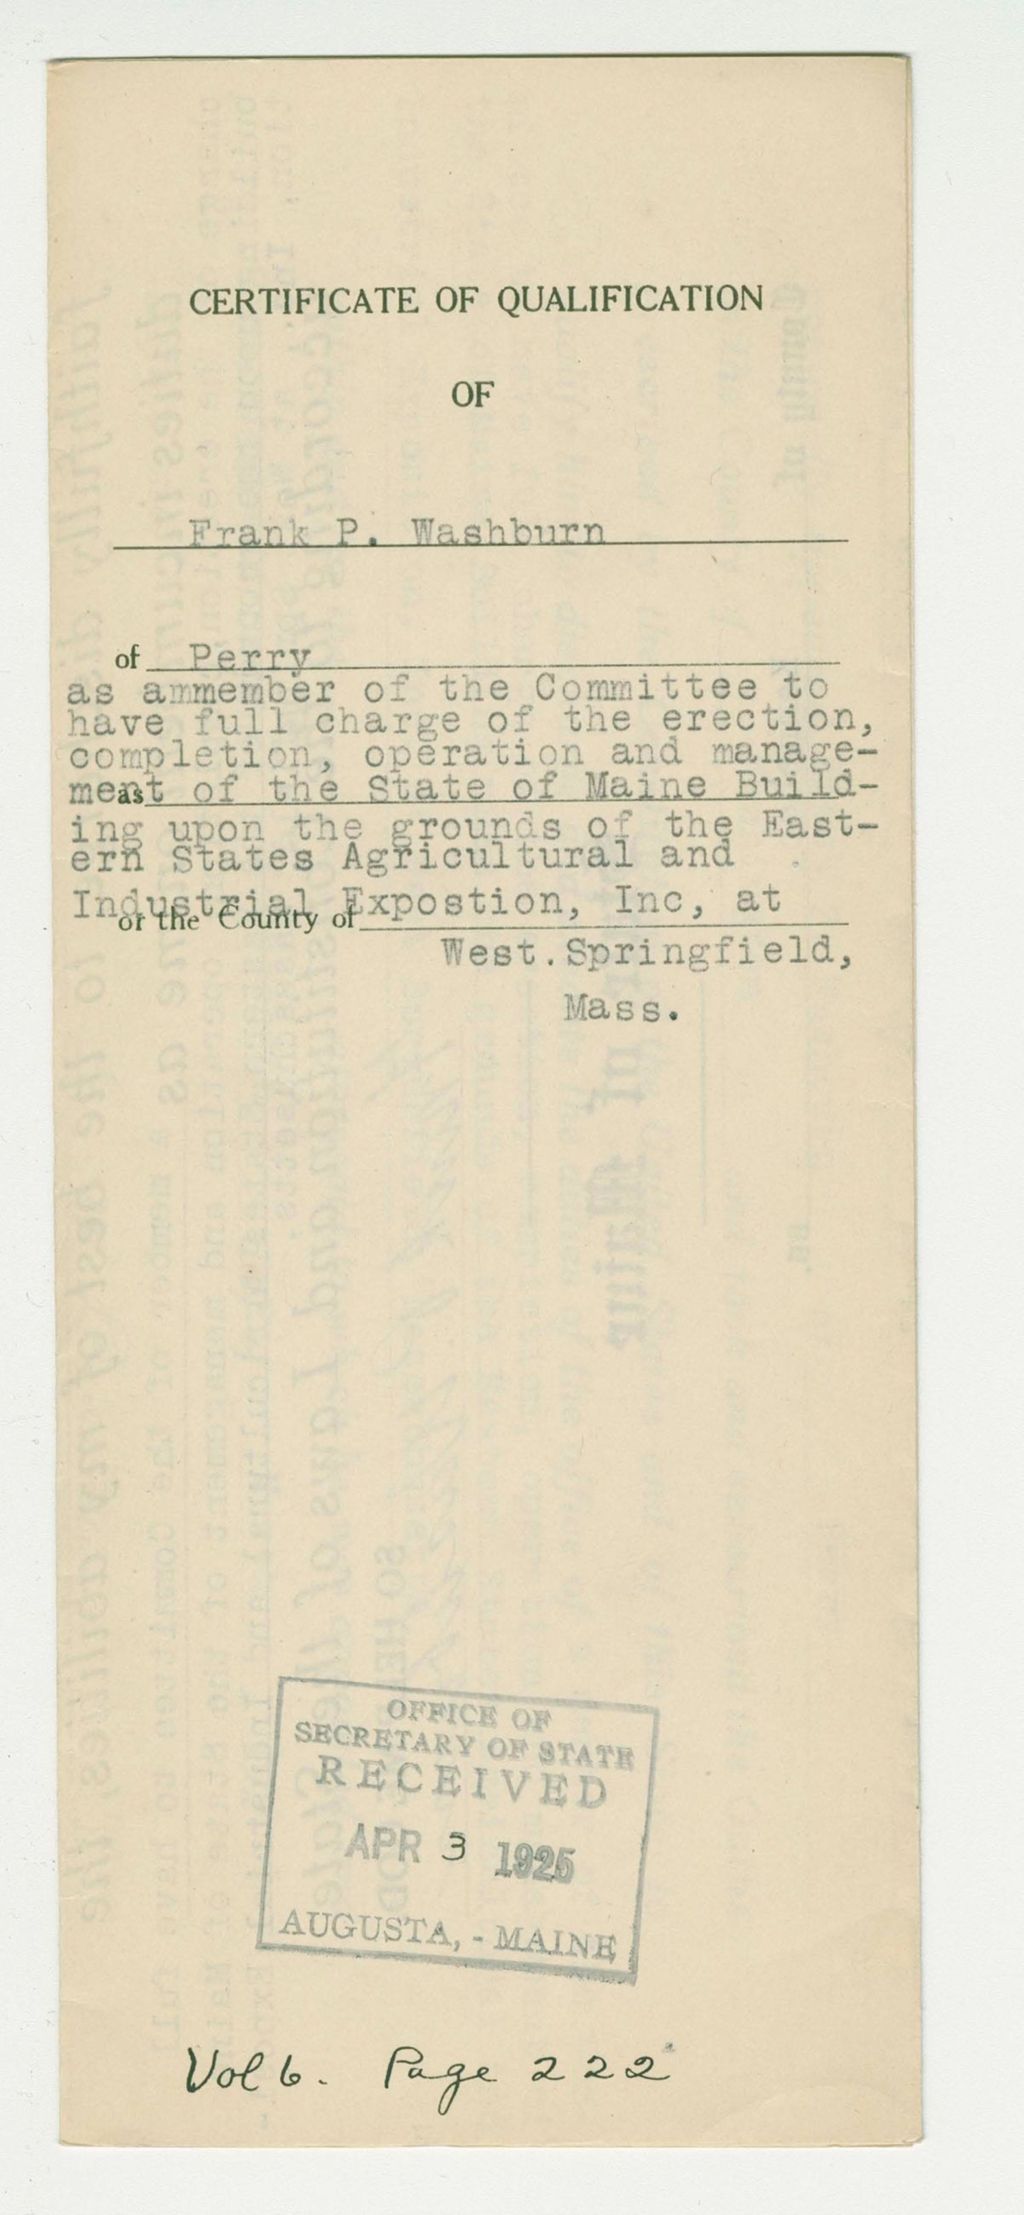 CERTIFICATE OF QUALIFICATION
OF
Frank P. Washburn
of Perry
as ammember of the Committee to
have full charge of the erection,
completion, operation and manage-
ment of the State of Maine Build-
as
ing upon the grounds of the East-
ern States Agricultural and
Industrial Expostion, Inc, at
or the County of
West.Springfield,
Mass.
OFFICE OF
SECRETARY OF STATE
RECEIVED
APR 3 1925
AUGUSTA, - MAINE
Vol 6. Page 222